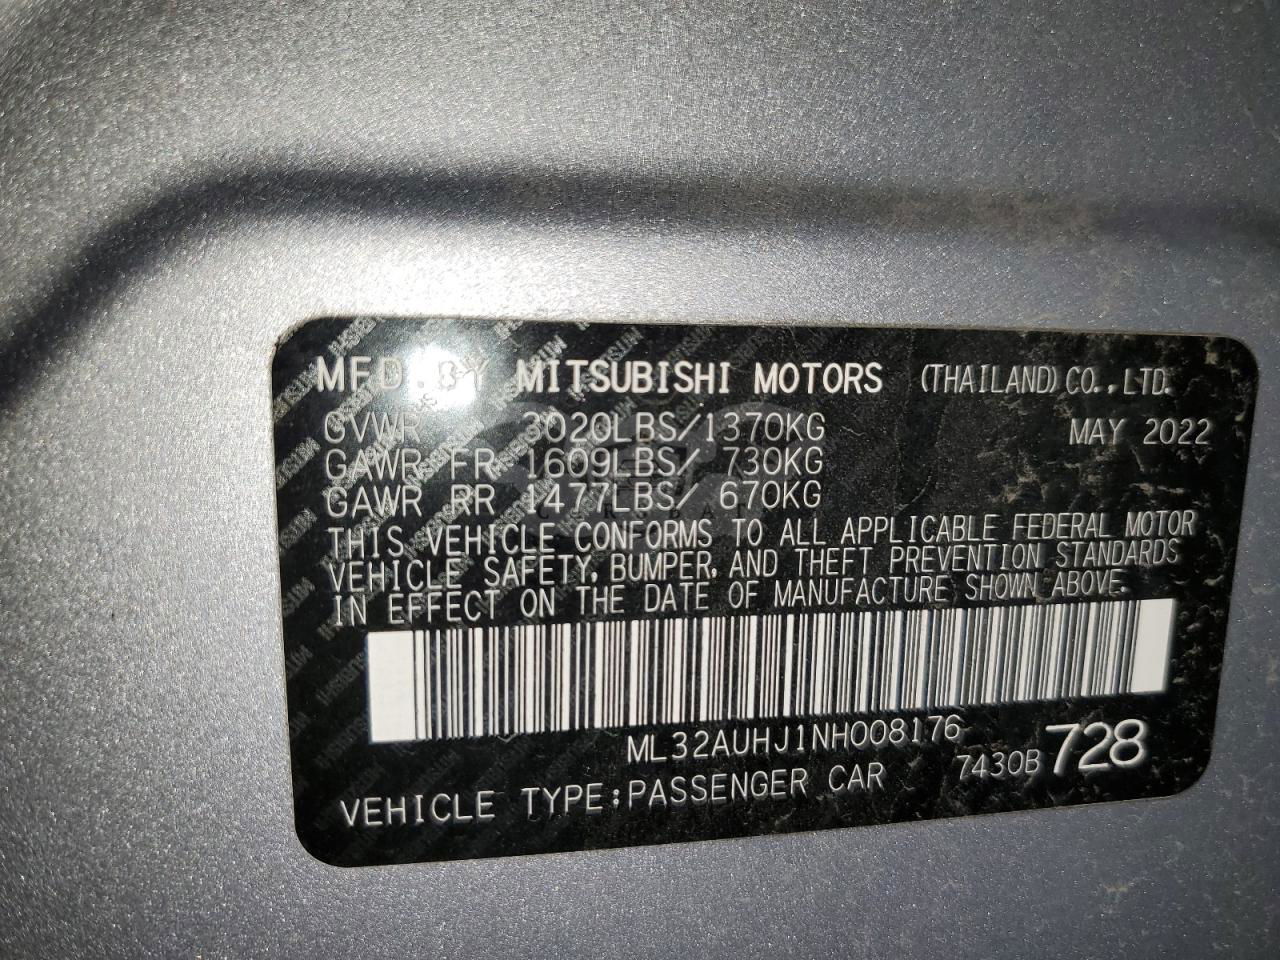 MFD.BY MITSUBISHI MOTORS (THAILAND) CO.,LTD.
GVWR 3020LBS/1370KG MAY 2022
GAWR FR 1609LBS/ 730KG
GAWR RR 1477LBS/ 670KG
THIS VEHICLE CONFORMS TO ALL APPLICABLE FEDERAL MOTOR
VEHICLE SAFETY, BUMPER, AND THEFT PREVENTION STANDARDS
IN EFFECT ON THE DATE OF MANUFACTURE SHOWN ABOVE.
ML32AUHJ1NH008176
7430B 728
VEHICLE TYPE:PASSENGER CAR